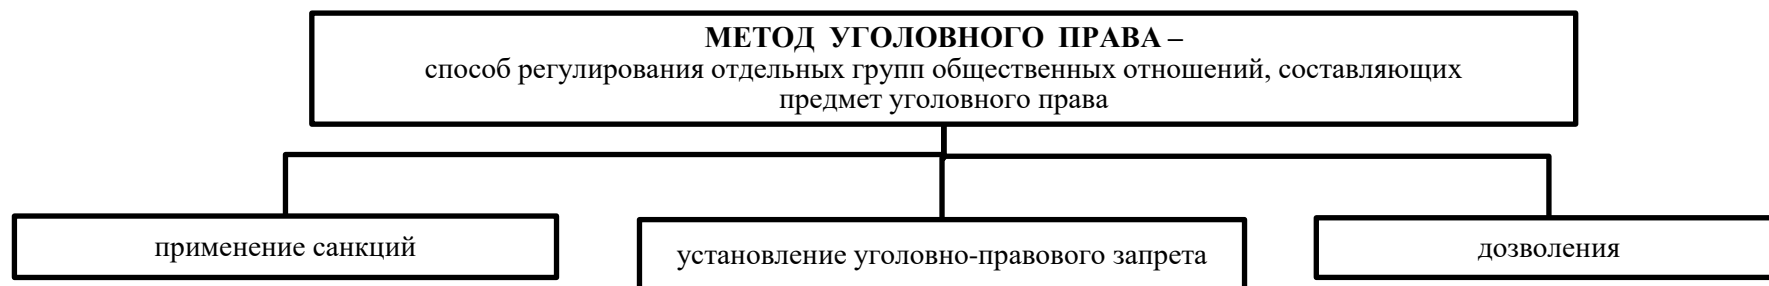 МЕТОД УГОЛОВНОГО ПРАВА –
способ регулирования отдельных групп общественных отношений, составляющих
предмет уголовного права
применение санкций
установление уголовно-правового запрета
дозволения